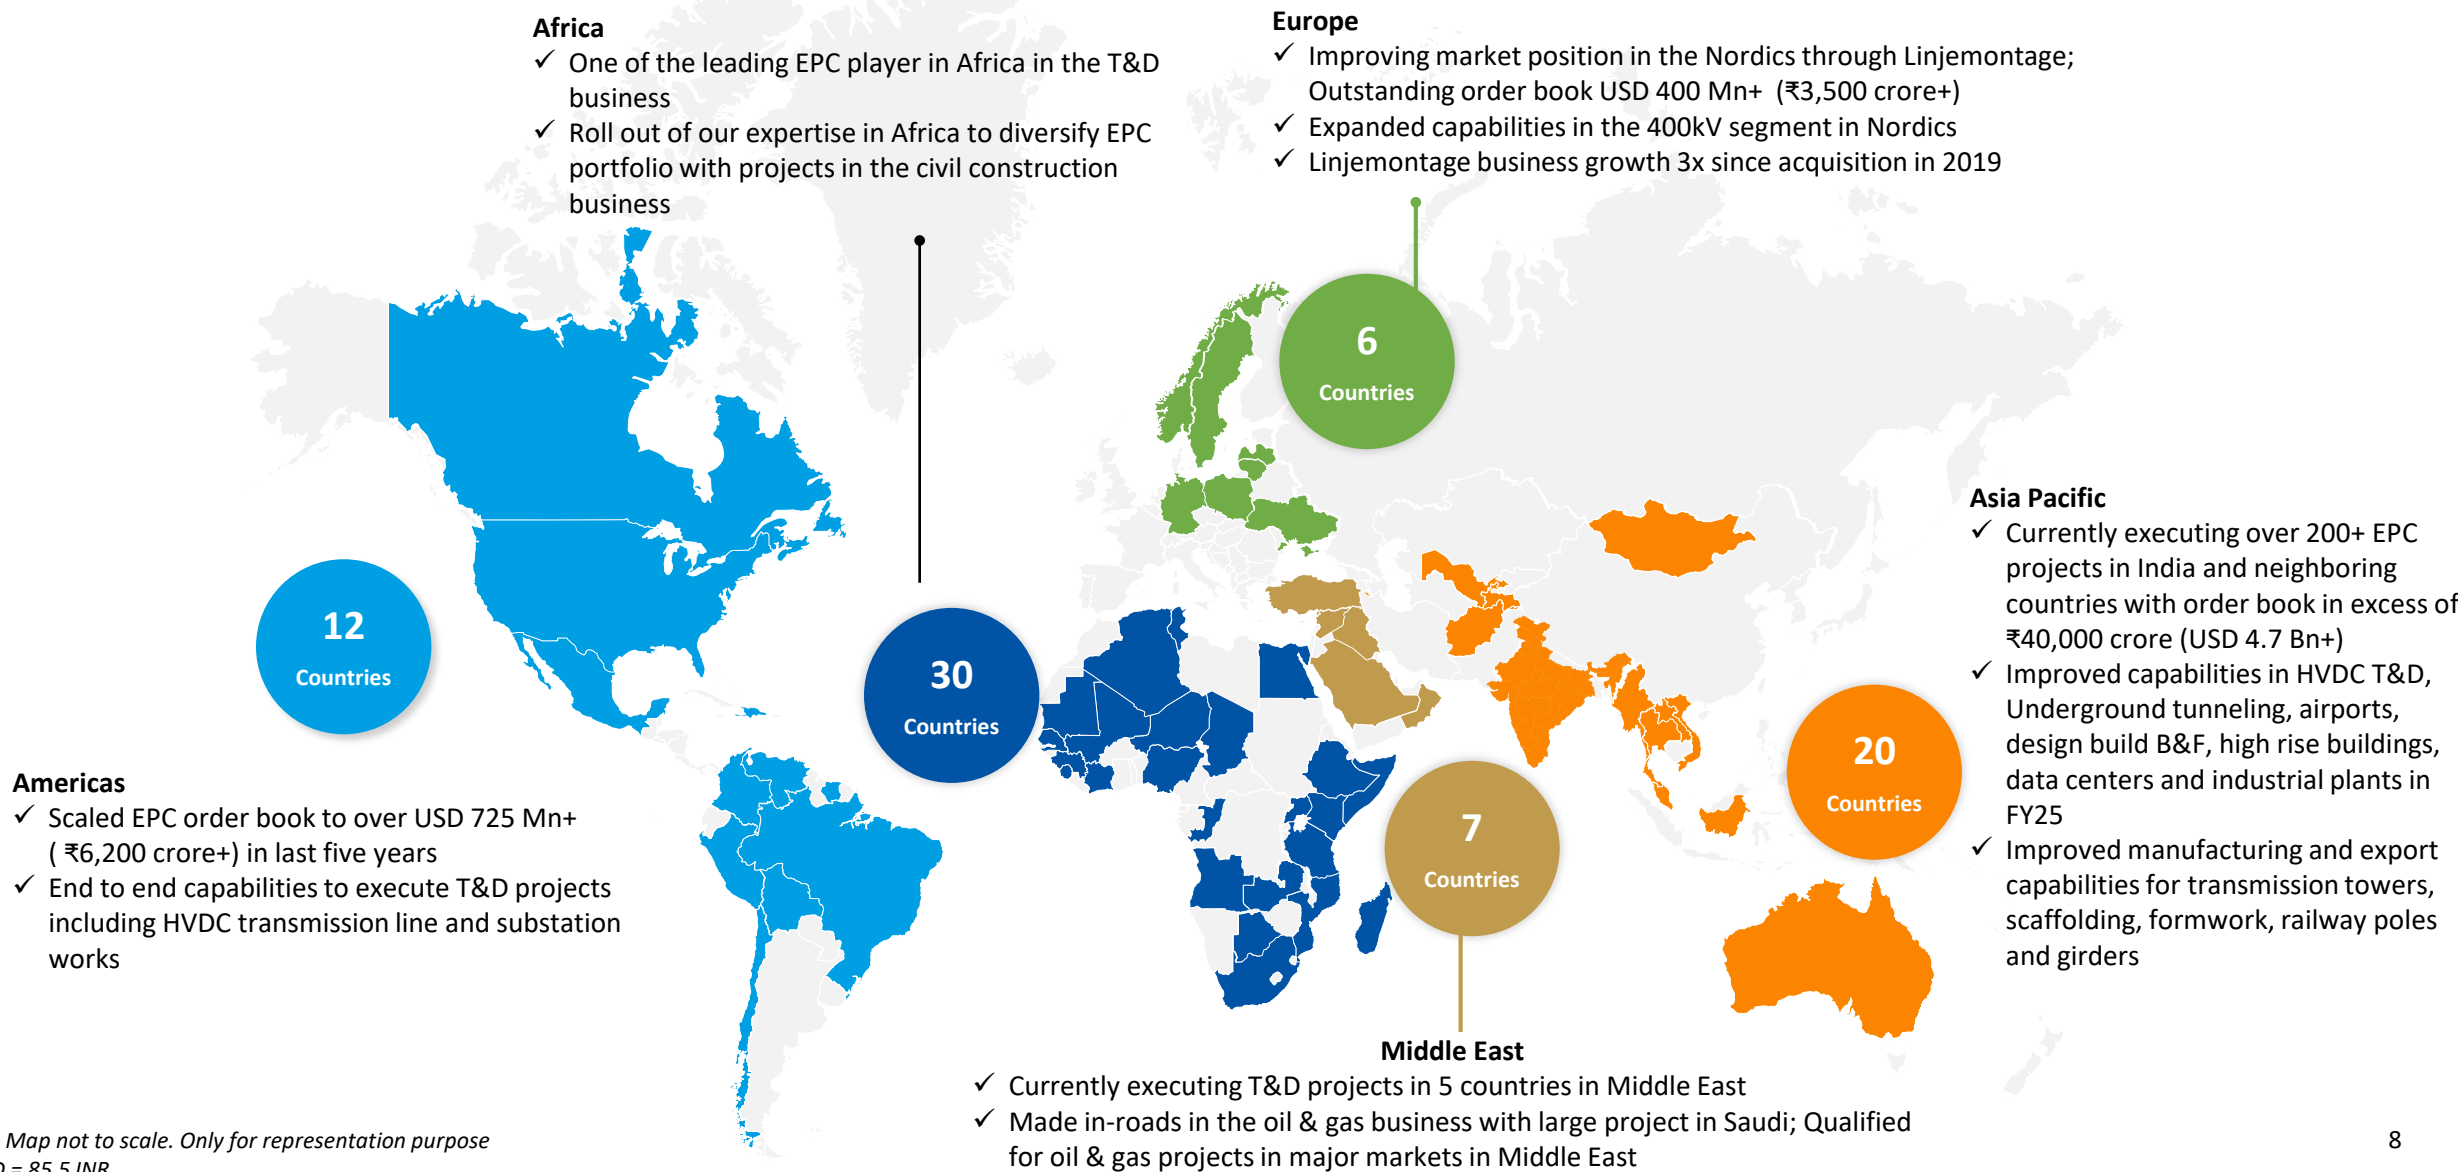 Africa
✓ One of the leading EPC player in Africa in the T&D
business
✓ Roll out of our expertise in Africa to diversify EPC
portfolio with projects in the civil construction
business
Europe
✓ Improving market position in the Nordics through Linjemontage;
Outstanding order book USD 400 Mn+ (₹3,500 crore+)
✓ Expanded capabilities in the 400kV segment in Nordics
✓ Linjemontage business growth 3x since acquisition in 2019
6
Countries
12
Countries
30
Countries
7
Countries
20
Countries
Asia Pacific
✓ Currently executing over 200+ EPC
projects in India and neighboring
countries with order book in excess of
₹40,000 crore (USD 4.7 Bn+)
✓ Improved capabilities in HVDC T&D,
Underground tunneling, airports,
design build B&F, high rise buildings,
data centers and industrial plants in
FY25
✓ Improved manufacturing and export
capabilities for transmission towers,
scaffolding, formwork, railway poles
and girders
Americas
✓ Scaled EPC order book to over USD 725 Mn+
( ₹6,200 crore+) in last five years
✓ End to end capabilities to execute T&D projects
including HVDC transmission line and substation
works
Middle East
✓ Currently executing T&D projects in 5 countries in Middle East
✓ Made in-roads in the oil & gas business with large project in Saudi; Qualified
for oil & gas projects in major markets in Middle East
Map not to scale. Only for representation purpose
= 85.5 INR
8